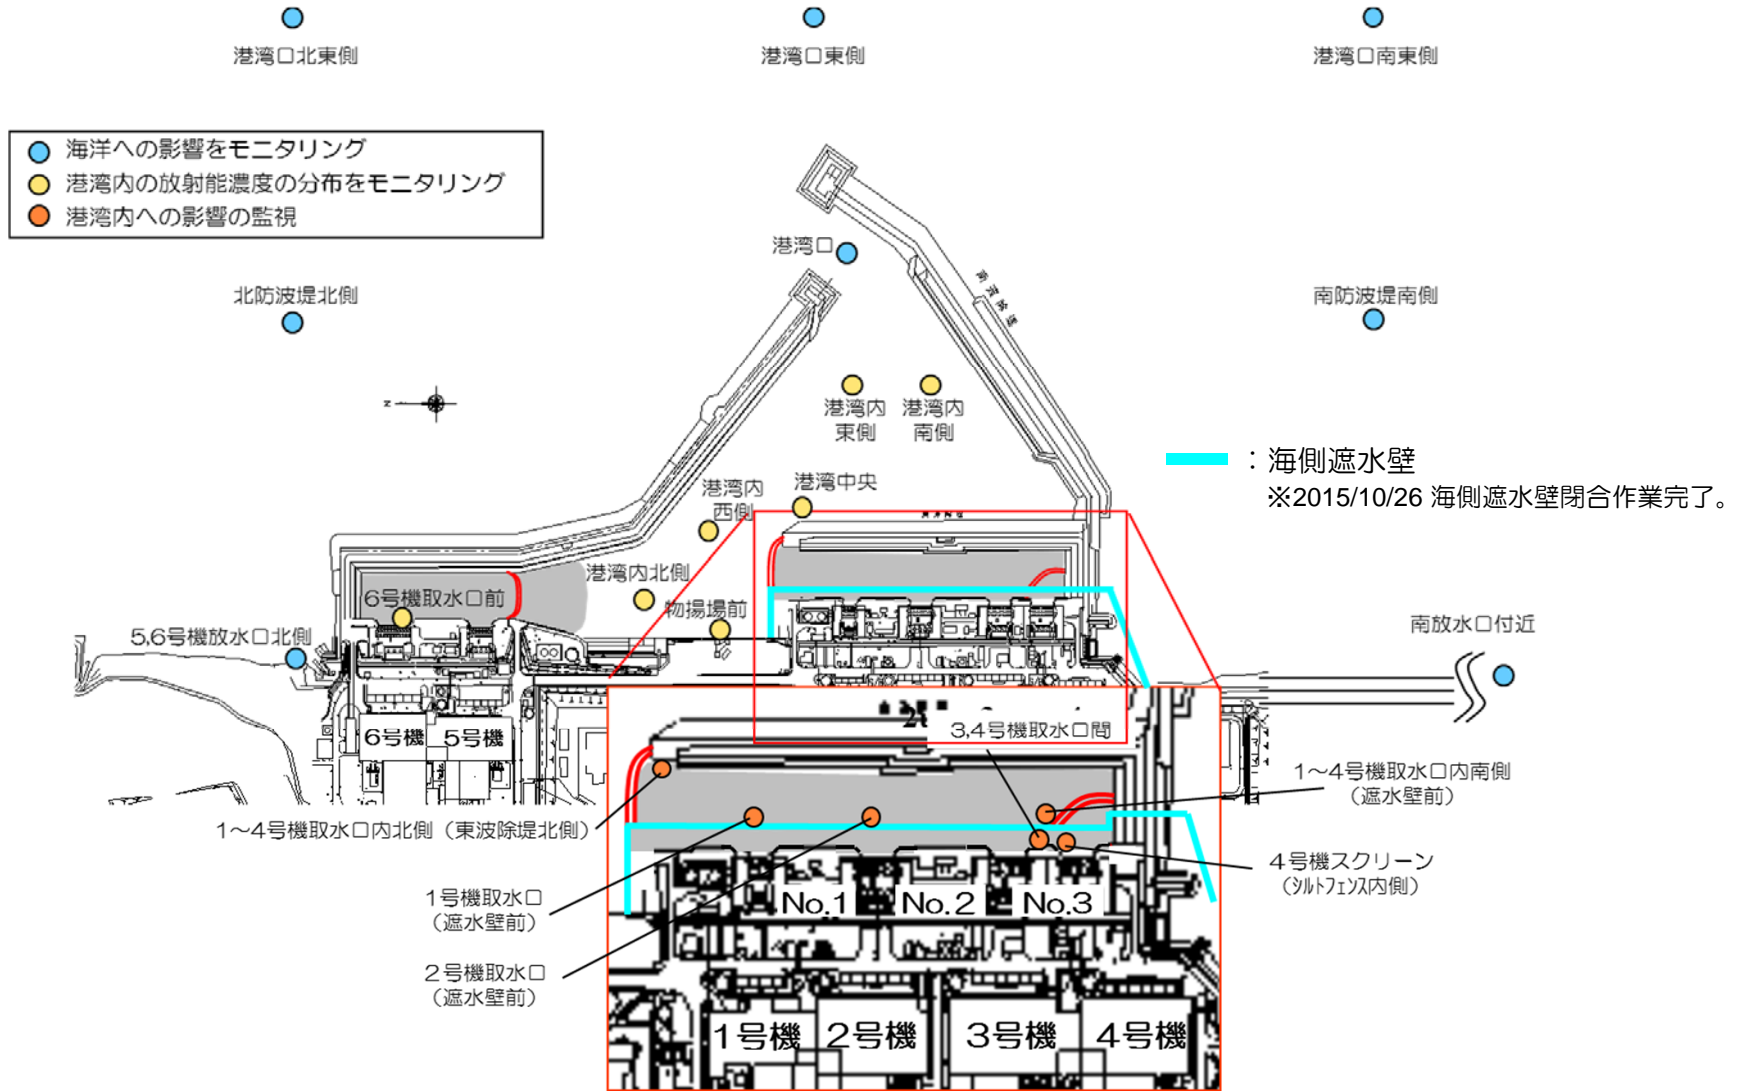 港湾口北東側
港湾口東側
港湾口南東側
海洋への影響をモニタリング
港湾内の放射能濃度の分布をモニタリング
港湾内への影響の監視
港湾口
北防波堤北側
南防波堤南側
南防波堤
N
港湾内
東側
港湾内
南側
：海側遮水壁
※2015/10/26 海側遮水壁閉合作業完了。
港湾内
西側
港湾中央
港湾内北側
6号機取水口前
物揚場前
5,6号機放水口北側
南放水口付近
6号機
5号機
3,4号機取水口間
1～4号機取水口内南側
（遮水壁前）
1～4号機取水口内北側（東波除堤北側）
4号機スクリーン
（シルトフェンス内側）
1号機取水口
（遮水壁前）
No.1
No.2
No.3
2号機取水口
（遮水壁前）
1号機
2号機
3号機
4号機